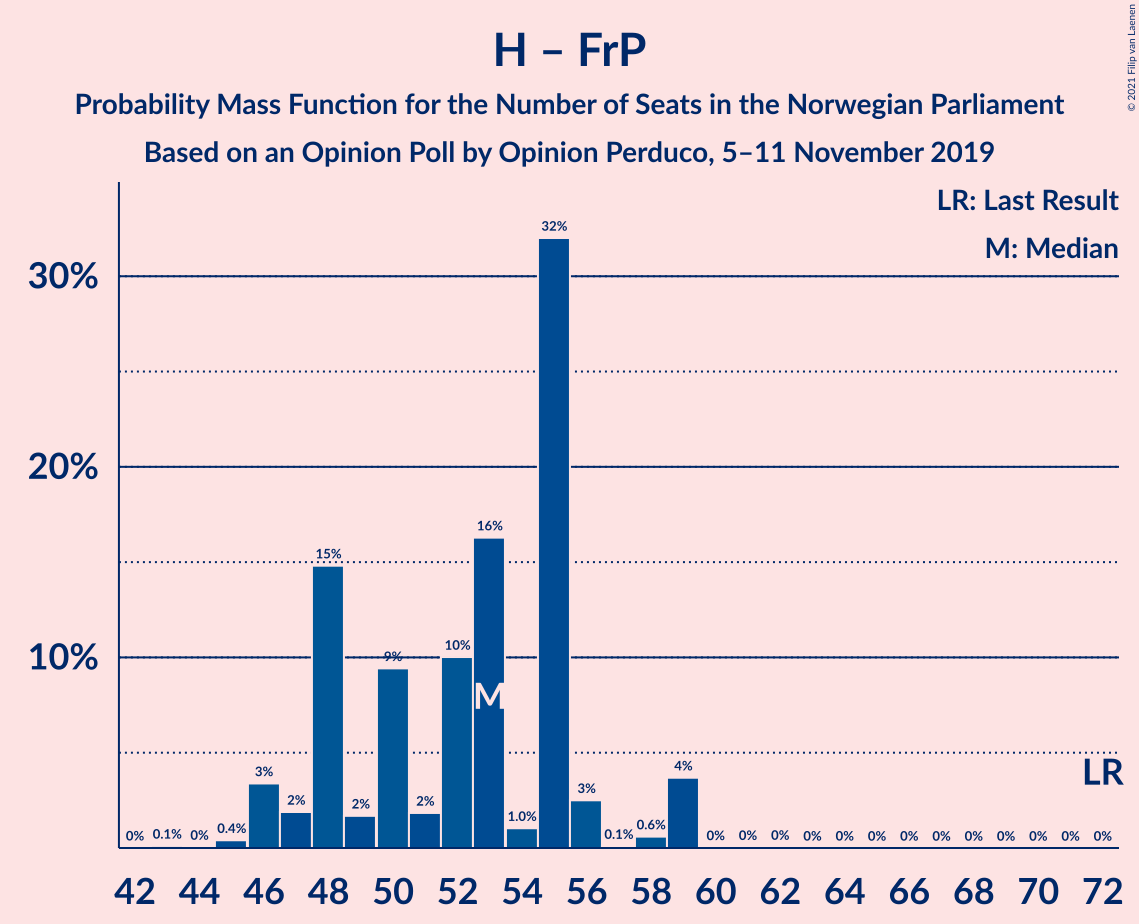 H – FrP
Probability Mass Function for the Number of Seats in the Norwegian Parliament
Based on an Opinion Poll by Opinion Perduco, 5–11 November 2019
© 2021 Filip van Laenen
LR: Last Result
M: Median
30%
20%
10%
0% 0.1% 0% 0.4% 3% 2% 15% 2% 9% 2% 10% 16% 1.0% 32% 3% 0.1% 0.6% 4% 0% 0% 0% 0% 0% 0% 0% 0% 0% 0% 0% 0% 0%
M
LR
42 44 46 48 50 52 54 56 58 60 62 64 66 68 70 72